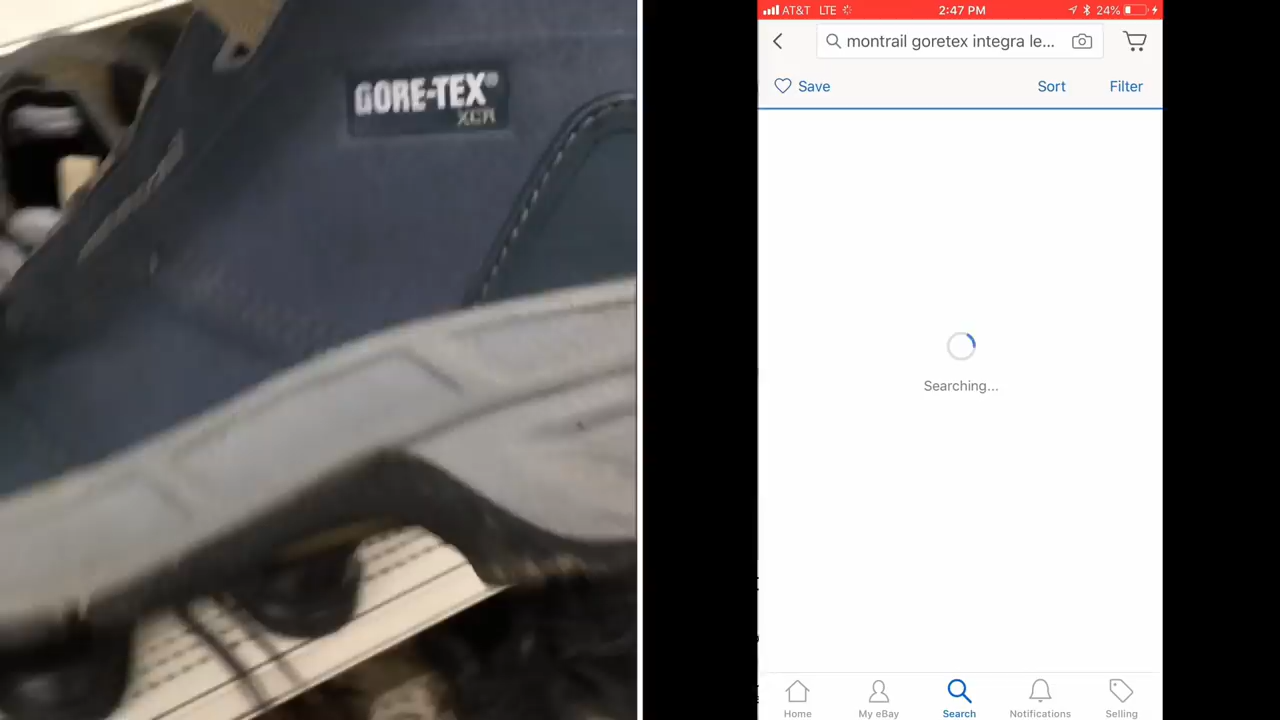 GORE-TEX®
XCR
AT&T LTE
2:47 PM
24%
montrail goretex integra le...
Save
Sort
Filter
Searching...
Home
My eBay
Search
Notifications
Selling